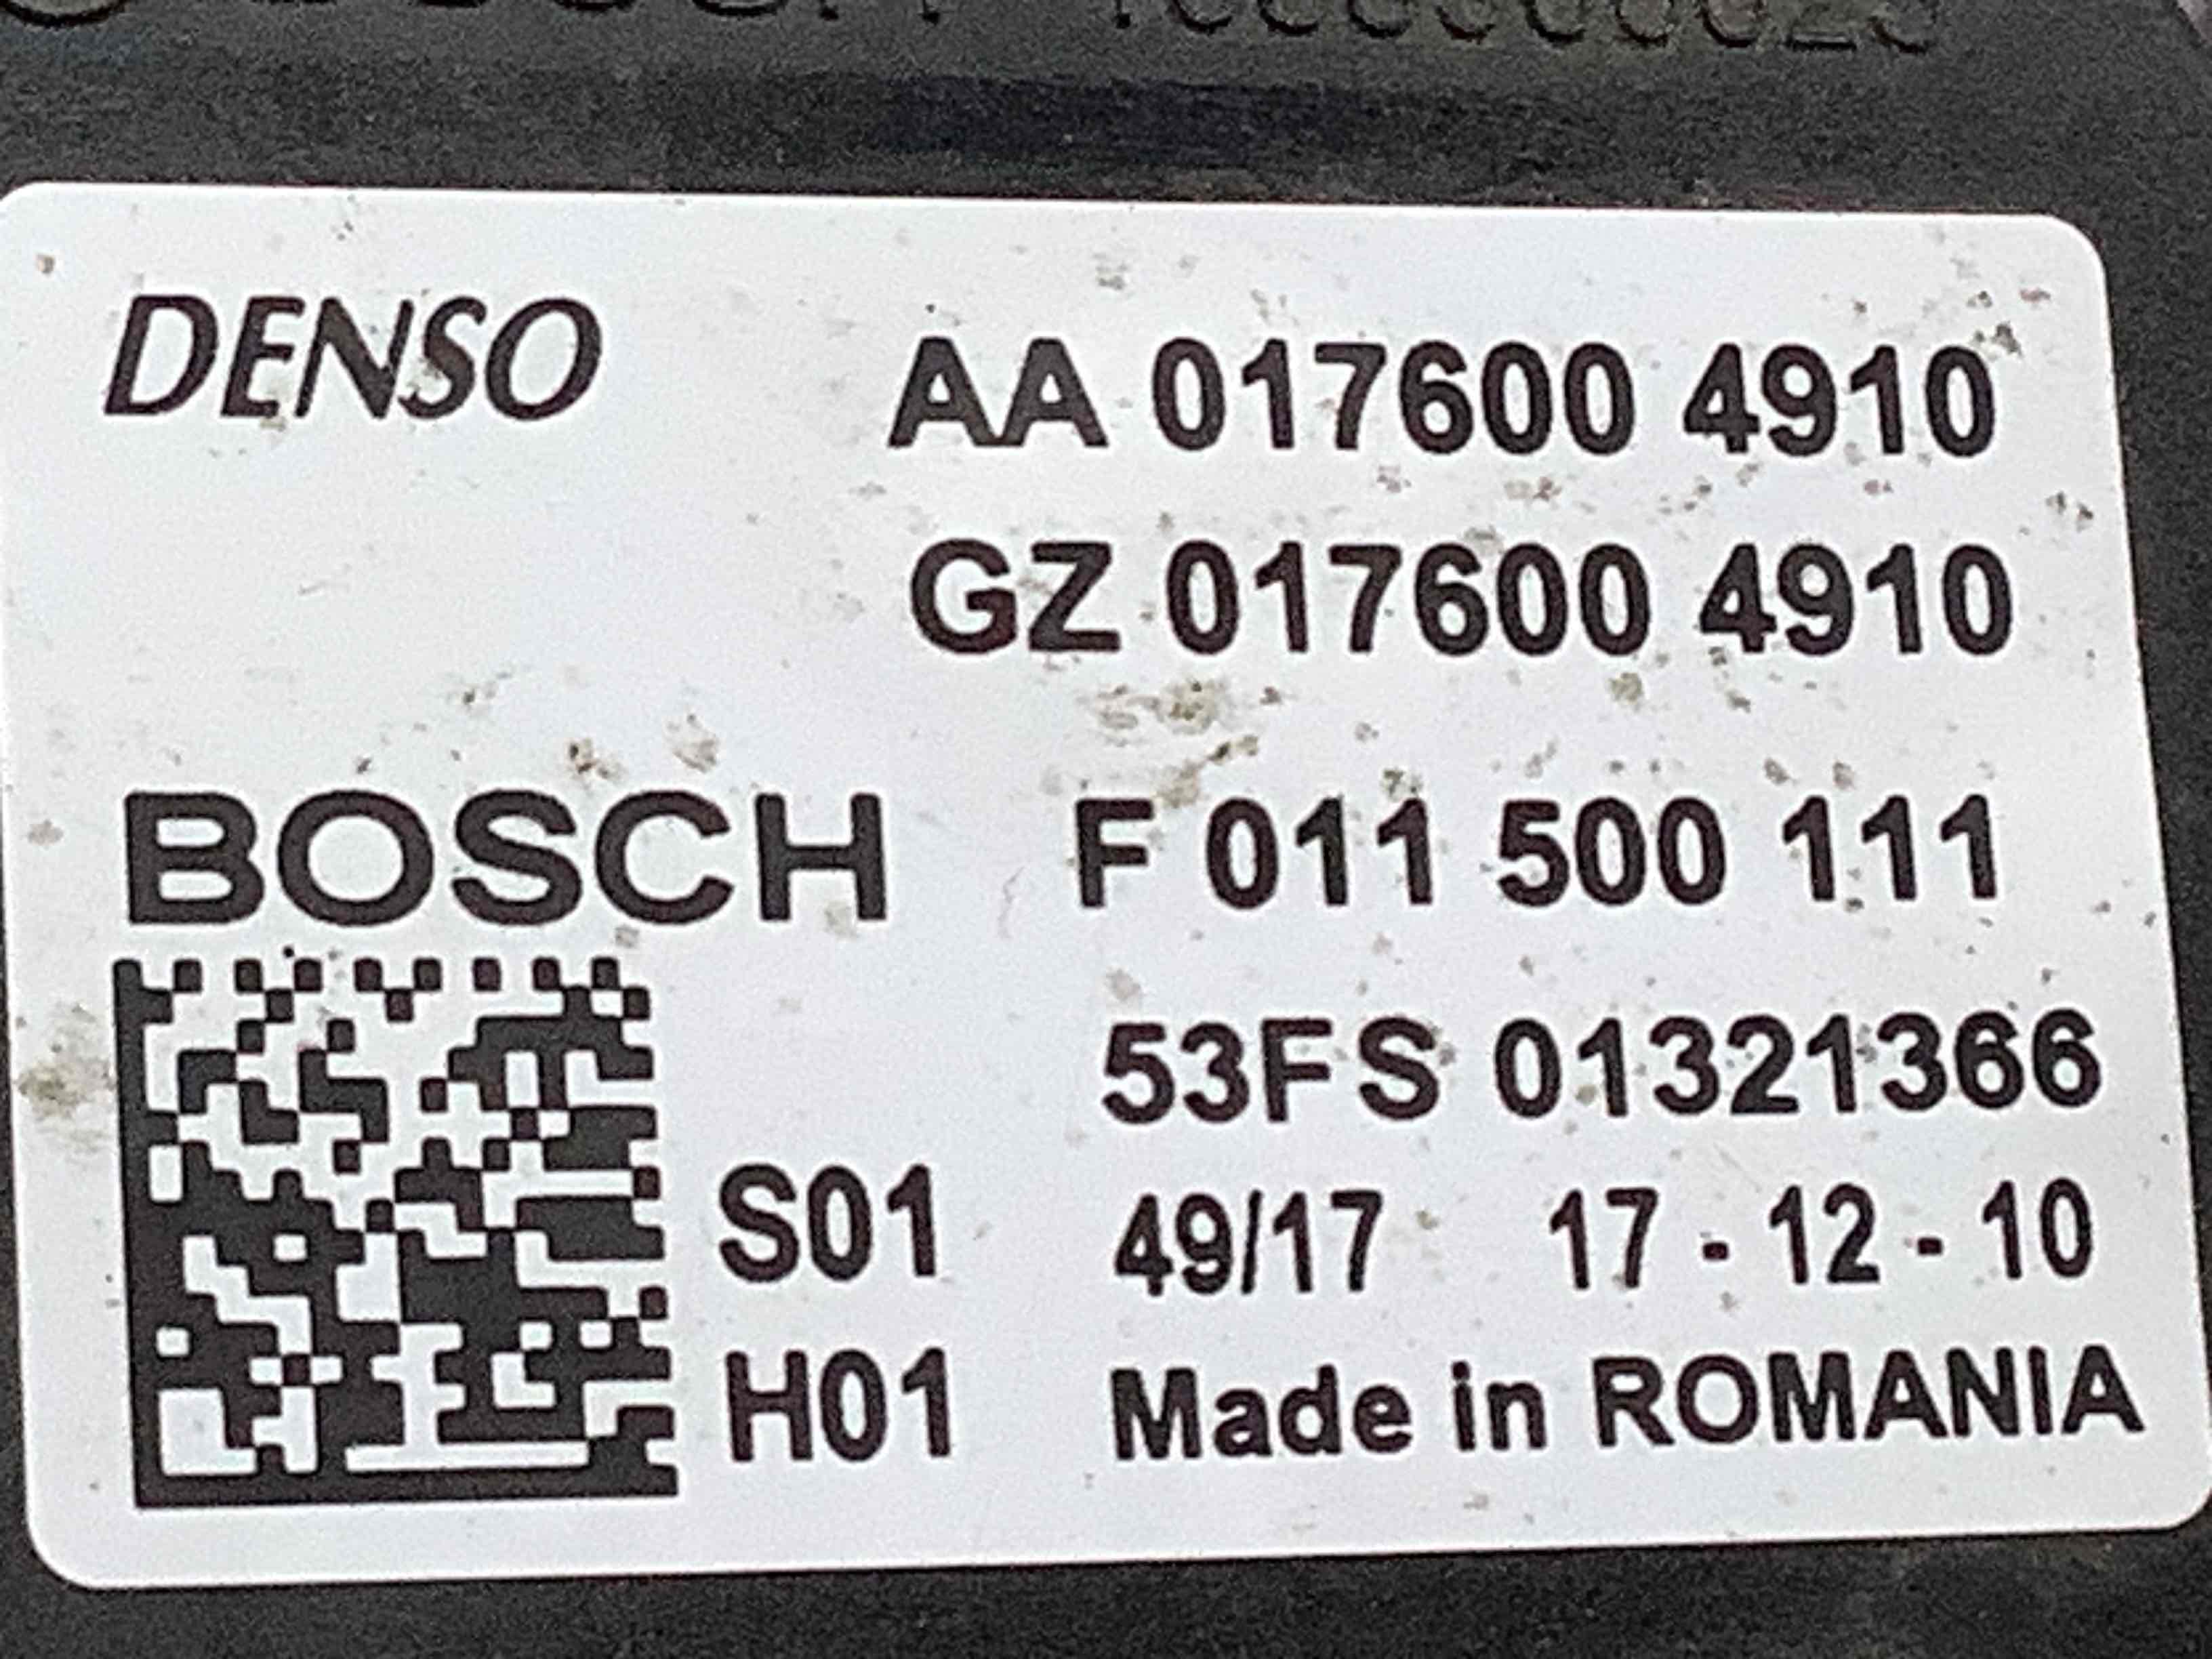 DENSO AA 017600 4910
GZ 017600 4910
BOSCH F 011 500 111
53FS 01321366
S01 49/17 17 - 12 - 10
H01 Made in ROMANIA